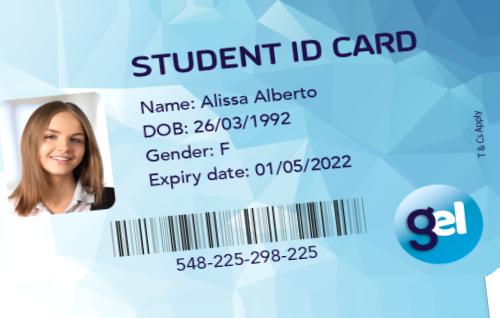 STUDENT ID CARD
Name: Alissa Alberto
DOB: 26/03/1992
Gender: F
Expiry date: 01/05/2022
T & Cs Apply
gel
548-225-298-225